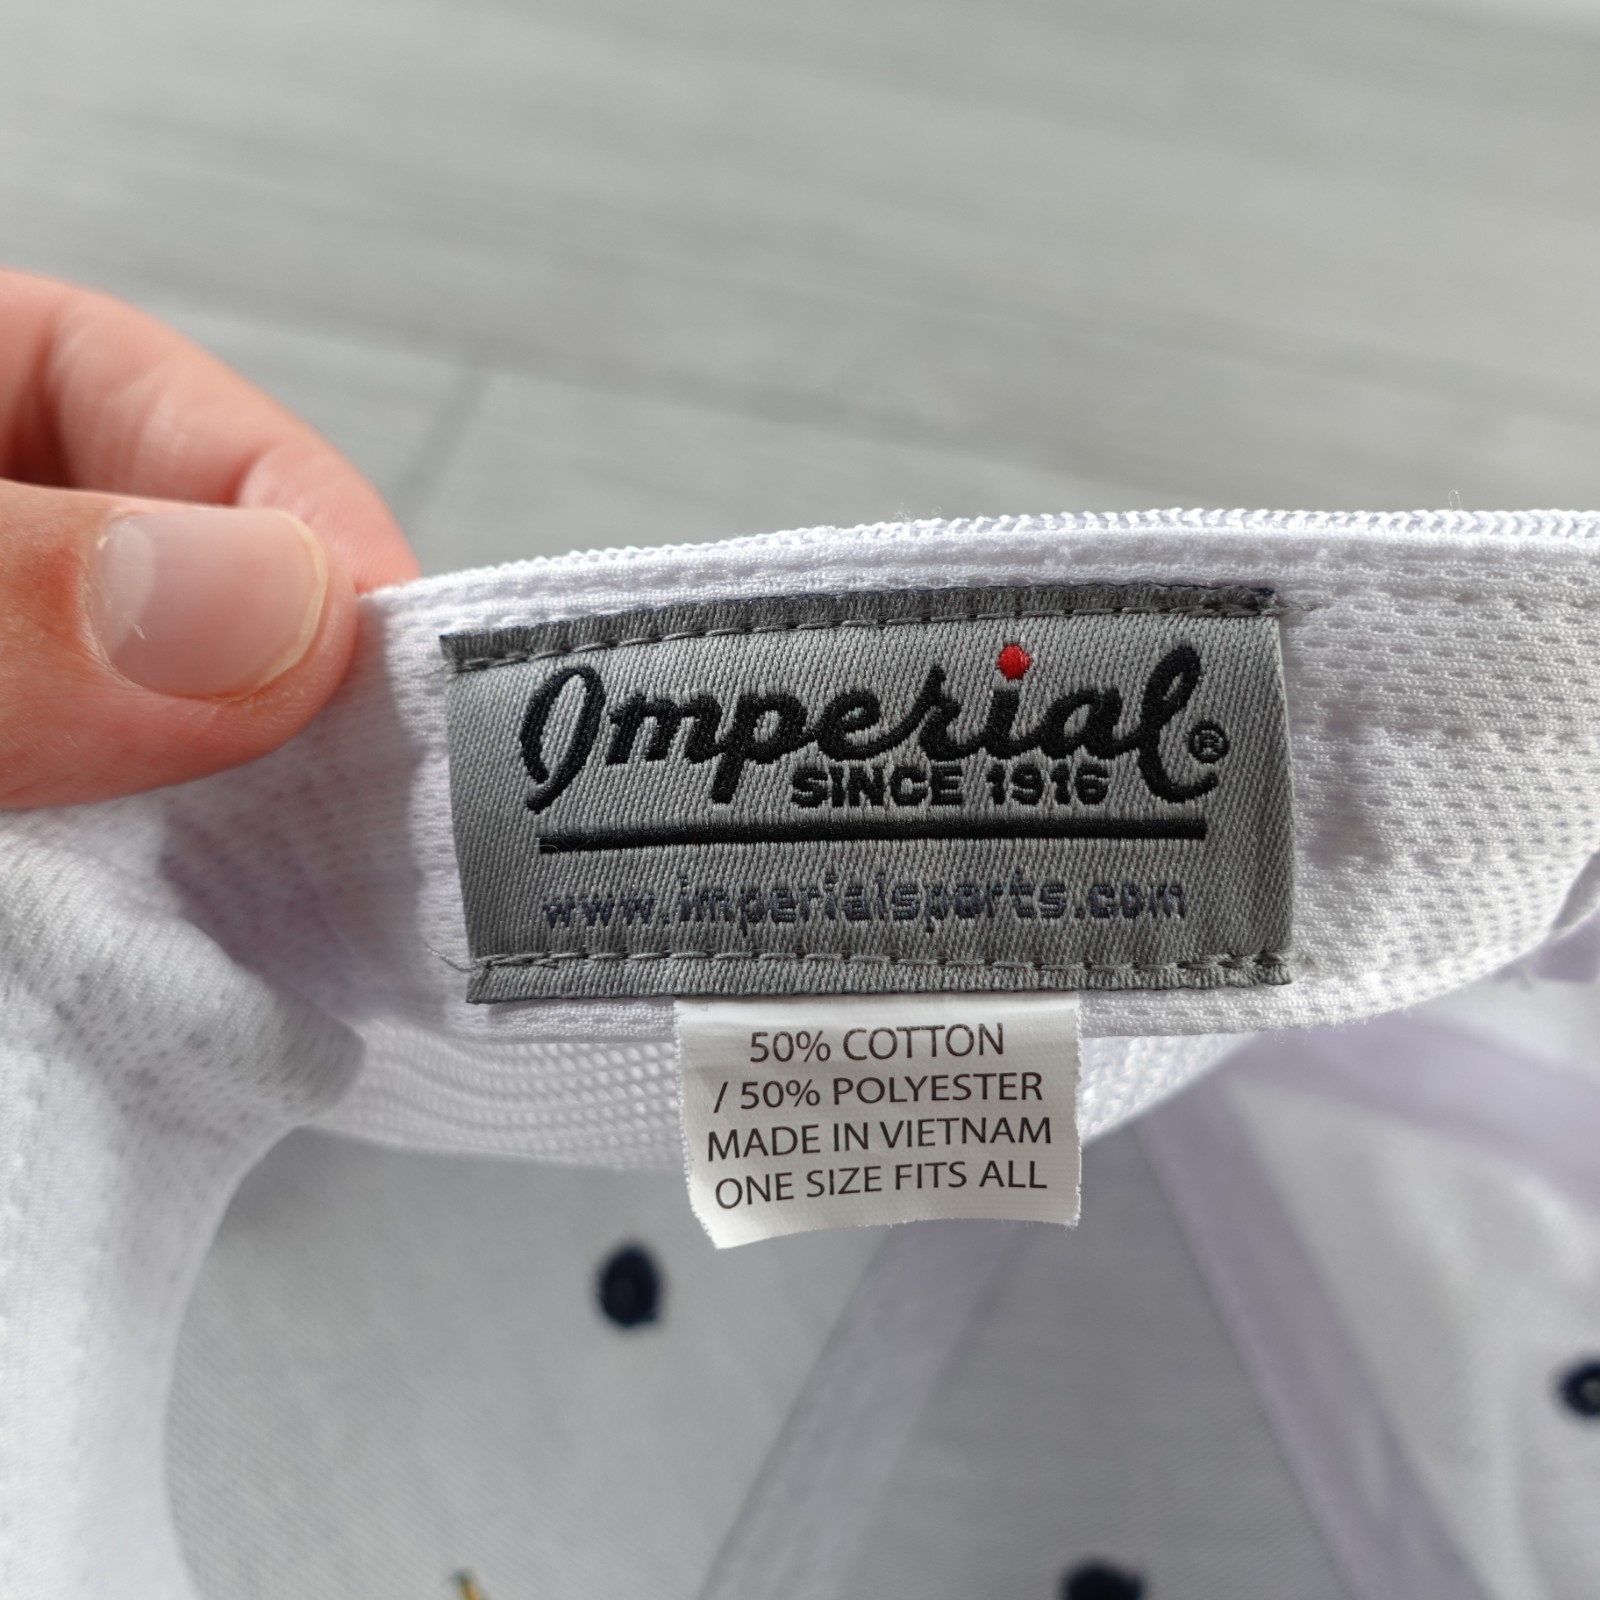 Imperial®
SINCE 1916
www.imperialsports.com
50% COTTON
/ 50% POLYESTER
MADE IN VIETNAM
ONE SIZE FITS ALL